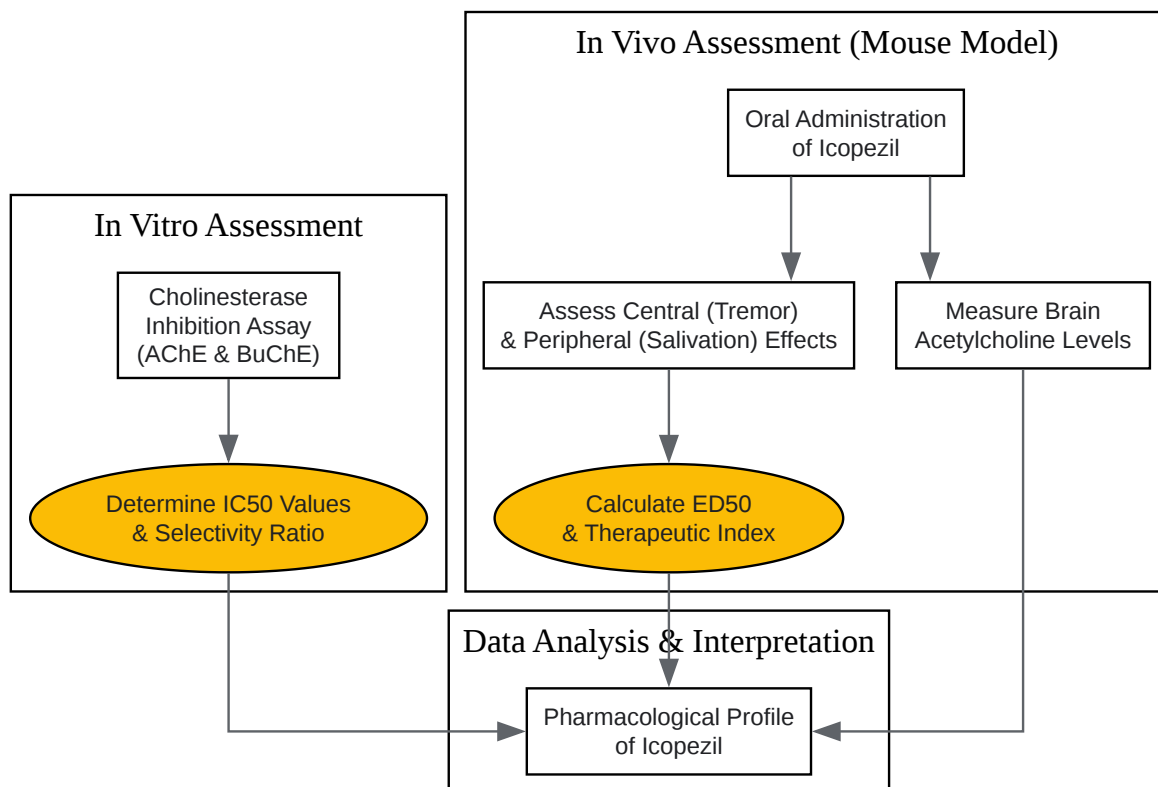 In Vivo Assessment (Mouse Model)
Oral Administration
of Icopezil
In Vitro Assessment
Cholinesterase
Inhibition Assay
(AChE & BuChE)
Assess Central (Tremor)
& Peripheral (Salivation) Effects
Measure Brain
Acetylcholine Levels
Determine IC50 Values
& Selectivity Ratio
Calculate ED50
& Therapeutic Index
Data Analysis & Interpretation
Pharmacological Profile
of Icopezil